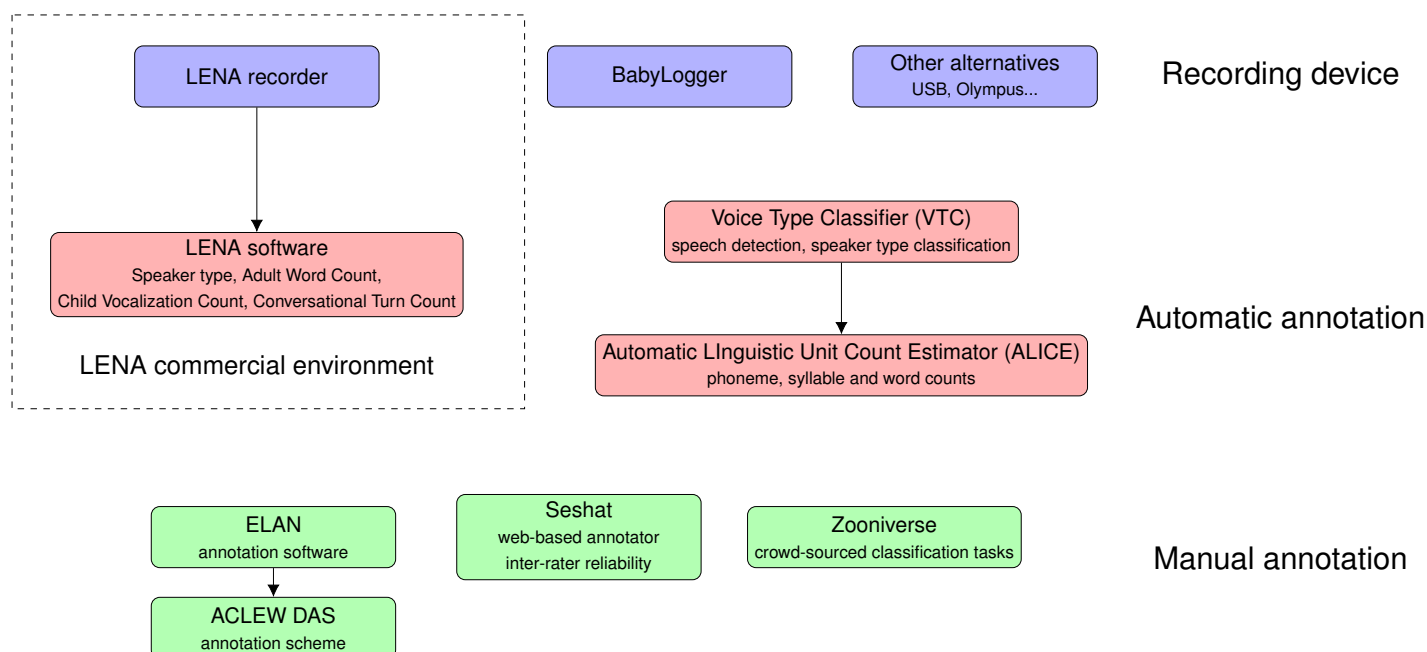 LENA recorder
BabyLogger
Other alternatives
USB, Olympus...
Recording device
LENA software
Speaker type, Adult Word Count,
Child Vocalization Count, Conversational Turn Count
LENA commercial environment
Voice Type Classifier (VTC)
speech detection, speaker type classification
Automatic LInguistic Unit Count Estimator (ALICE)
phoneme, syllable and word counts
Automatic annotation
ELAN
annotation software
ACLEW DAS
annotation scheme
Seshat
web-based annotator
inter-rater reliability
Zooniverse
crowd-sourced classification tasks
Manual annotation